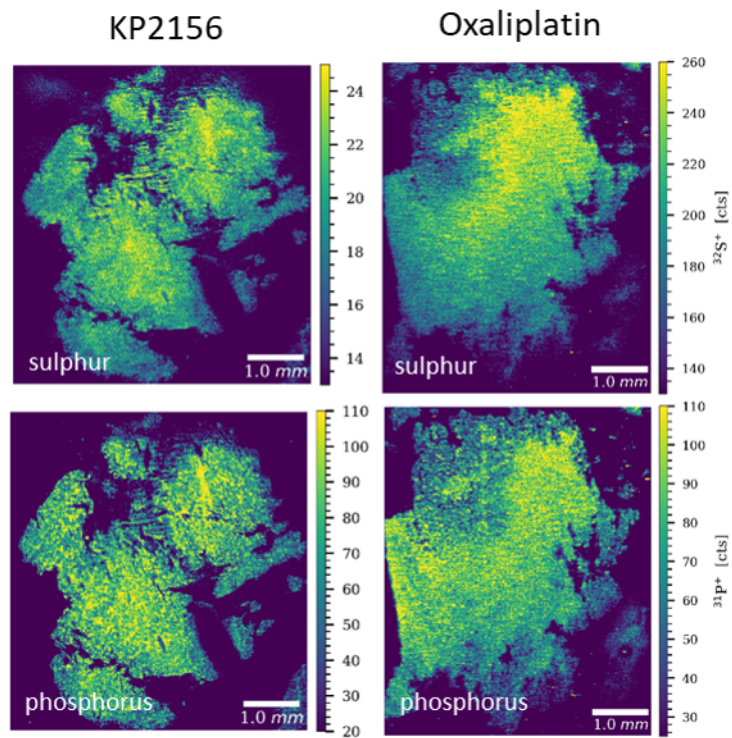 KP2156
Oxaliplatin
24
22
20
18
16
14
sulphur
1.0 mm
260
240
220
200
180
160
140
³²S⁺ [cts]
sulphur
1.0 mm
110
100
90
80
70
60
50
40
30
20
phosphorus
1.0 mm
110
100
90
80
70
60
50
40
30
³¹P⁺ [cts]
phosphorus
1.0 mm